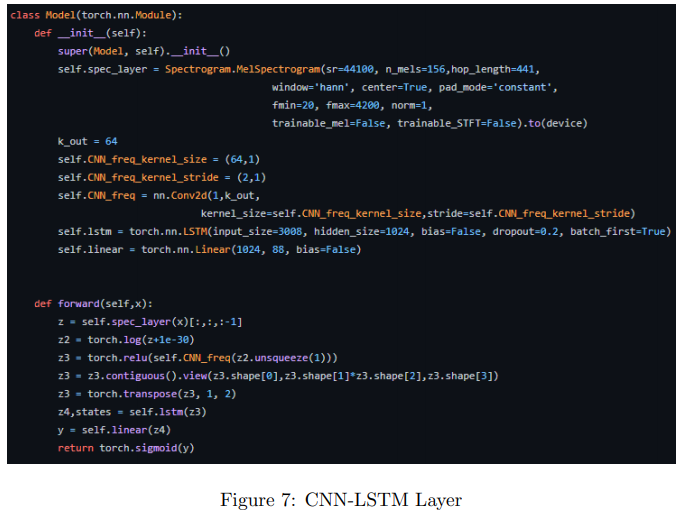 class Model(torch.nn.Module):
    def __init__(self):
        super(Model, self).__init__()
        self.spec_layer = Spectrogram.MelSpectrogram(sr=44100, n_mels=156,hop_length=441,
                                        window='hann', center=True, pad_mode='constant',
                                        fmin=20, fmax=4200, norm=1,
                                        trainable_mel=False, trainable_STFT=False).to(device)
        k_out = 64
        self.CNN_freq_kernel_size = (64,1)
        self.CNN_freq_kernel_stride = (2,1)
        self.CNN_freq = nn.Conv2d(1,k_out,
                            kernel_size=self.CNN_freq_kernel_size,stride=self.CNN_freq_kernel_stride)
        self.lstm = torch.nn.LSTM(input_size=3008, hidden_size=1024, bias=False, dropout=0.2, batch_first=True)
        self.linear = torch.nn.Linear(1024, 88, bias=False)
    def forward(self,x):
        z = self.spec_layer(x)[:,:,:-1]
        z2 = torch.log(z+1e-30)
        z3 = torch.relu(self.CNN_freq(z2.unsqueeze(1)))
        z3 = z3.contiguous().view(z3.shape[0],z3.shape[1]*z3.shape[2],z3.shape[3])
        z3 = torch.transpose(z3, 1, 2)
        z4,states = self.lstm(z3)
        y = self.linear(z4)
        return torch.sigmoid(y)
Figure 7: CNN-LSTM Layer